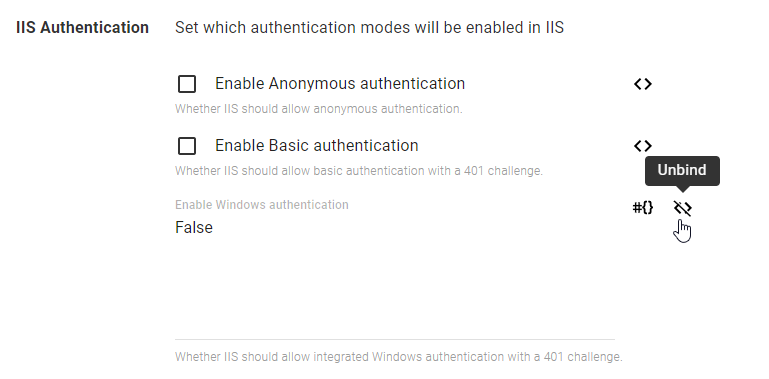 IIS Authentication Set which authentication modes will be enabled in IIS
Enable Anonymous authentication <>
Whether IIS should allow anonymous authentication.
Enable Basic authentication <>
Whether IIS should allow basic authentication with a 401 challenge.
Unbind
Enable Windows authentication #{}
False
Whether IIS should allow integrated Windows authentication with a 401 challenge.